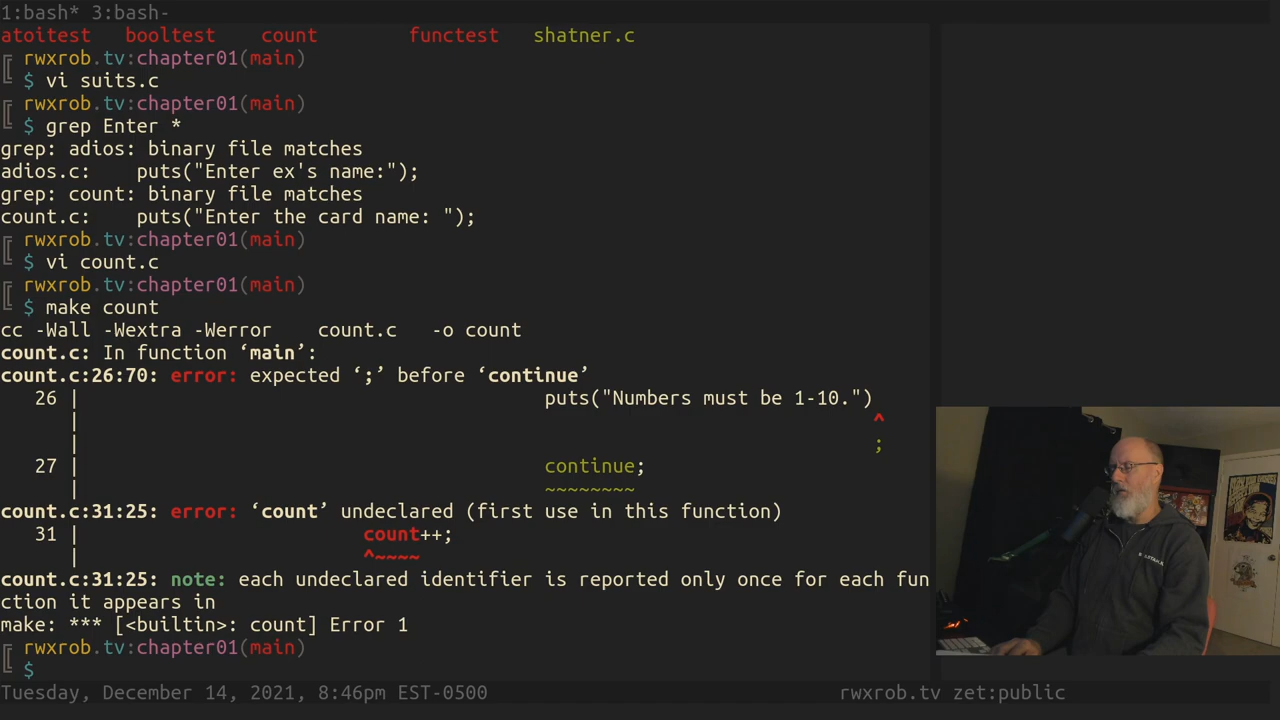 1:bash* 3:bash-
atoitest booltest count functest shatner.c
rwxrob.tv:chapter01(main)
$ vi suits.c
rwxrob.tv:chapter01(main)
$ grep Enter *
grep: adios: binary file matches
adios.c: puts("Enter ex's name:");
grep: count: binary file matches
count.c: puts("Enter the card name: ");
rwxrob.tv:chapter01(main)
$ vi count.c
rwxrob.tv:chapter01(main)
$ make count
cc -Wall -Wextra -Werror count.c -o count
count.c: In function ‘main’:
count.c:26:70: error: expected ‘;’ before ‘continue’
26 | puts("Numbers must be 1-10.")
| ^
| ;
27 | continue;
| ~~~~~~~~
count.c:31:25: error: ‘count’ undeclared (first use in this function)
31 | count++;
| ^~~~~
count.c:31:25: note: each undeclared identifier is reported only once for each fun
ction it appears in
make: *** [<builtin>: count] Error 1
rwxrob.tv:chapter01(main)
$
Tuesday, December 14, 2021, 8:46pm EST-0500 rwxrob.tv zet:public